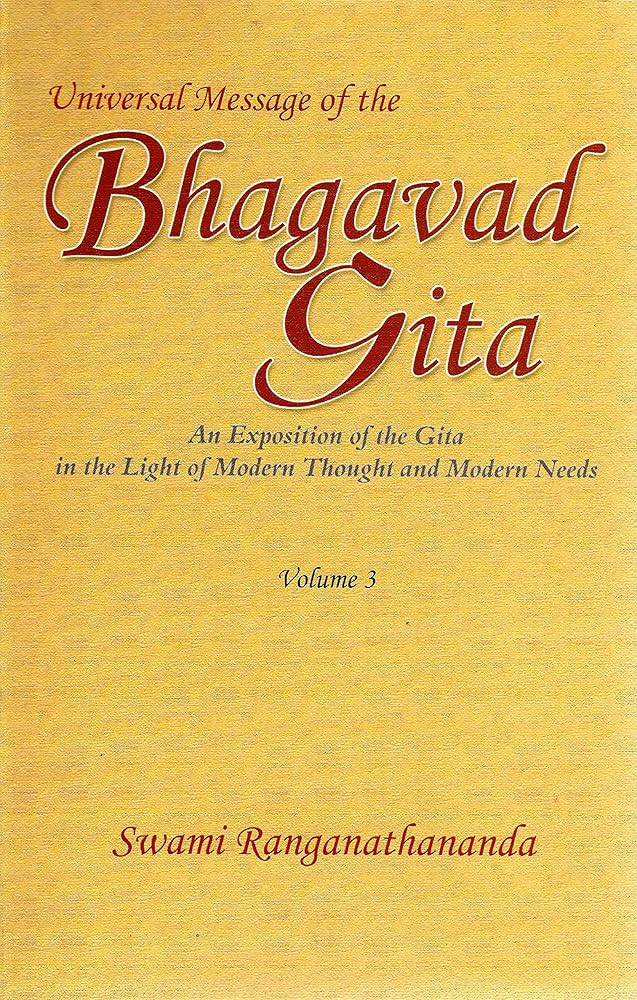 Universal Message of the
Bhagavad
Gita
An Exposition of the Gita
in the Light of Modern Thought and Modern Needs
Volume 3
Swami Ranganathananda